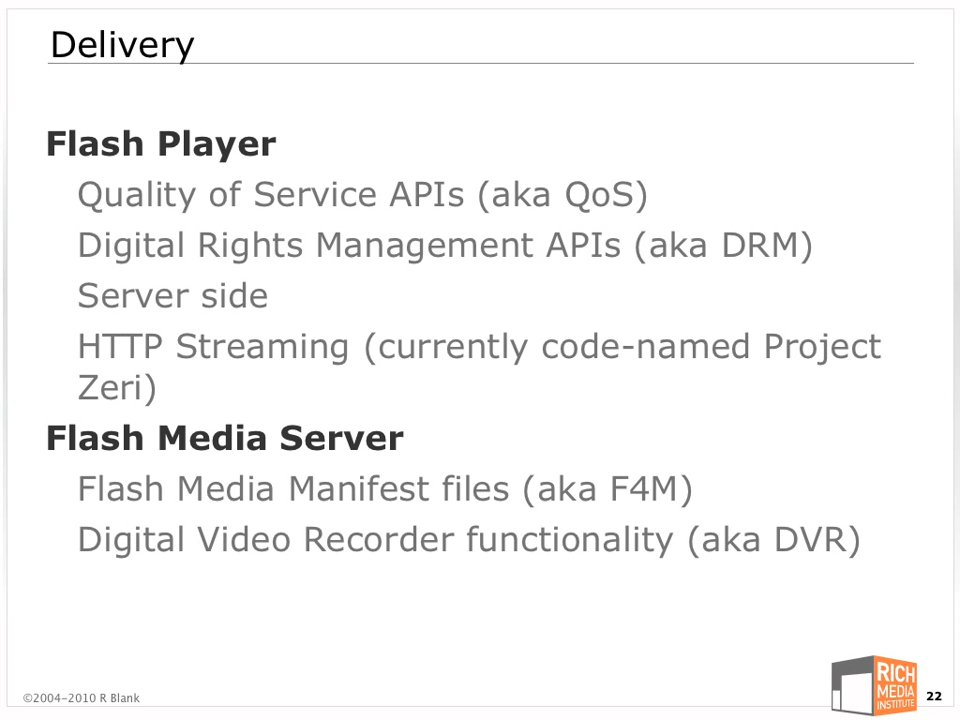 Delivery
Flash Player
Quality of Service APIs (aka QoS)
Digital Rights Management APIs (aka DRM)
Server side
HTTP Streaming (currently code-named Project
Zeri)
Flash Media Server
Flash Media Manifest files (aka F4M)
Digital Video Recorder functionality (aka DVR)
©2004-2010 R Blank
RICH
MEDIA
INSTITUTE
22